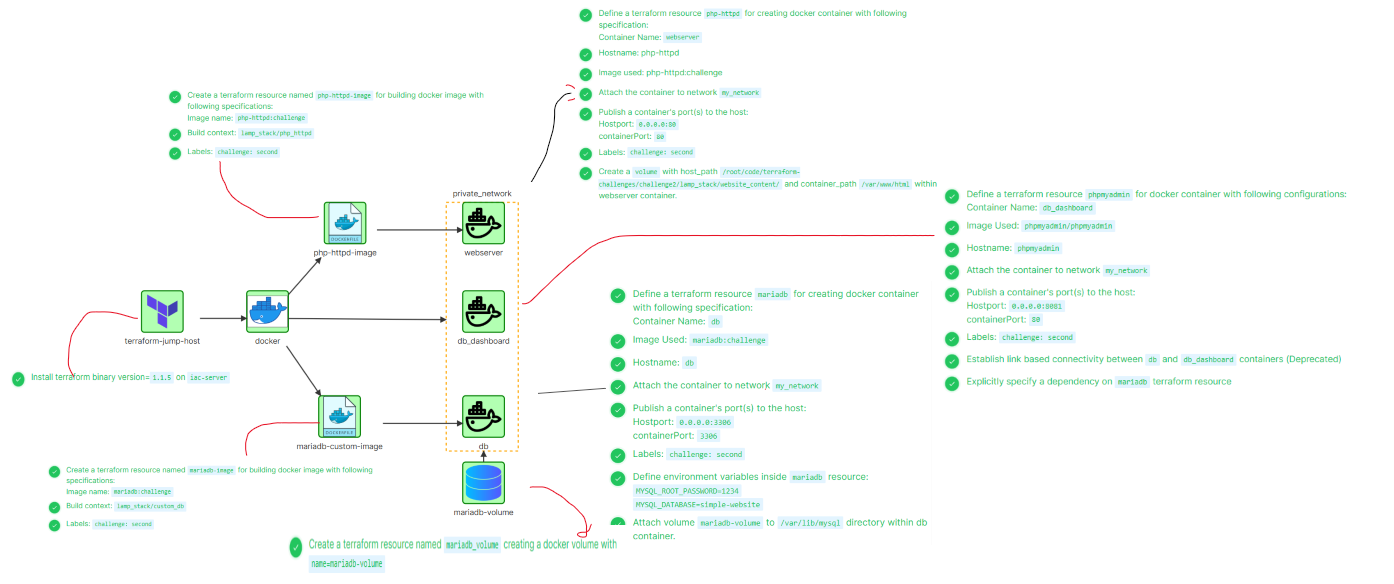 Define a terraform resource php-httpd for creating docker container with following
specification:
Container Name: webserver
Hostname: php-httpd
Image used: php-httpd:challenge
Attach the container to network my_network
Publish a container's port(s) to the host:
Hostport: 0.0.0.0:80
containerPort: 80
Labels: challenge: second
Create a volume with host_path /root/code/terraform-
challenges/challenge2/lamp_stack/website_content/ and container_path /var/www/html within
webserver container.
Create a terraform resource named php-httpd-image for building docker image with
following specifications:
Image name: php-httpd:challenge
Build context: lamp_stack/php_httpd
Labels: challenge: second
private_network
DOCKERFILE
php-httpd-image
webserver
Define a terraform resource phpmyadmin for docker container with following configurations:
Container Name: db_dashboard
Image Used: phpmyadmin/phpmyadmin
Hostname: phpmyadmin
Attach the container to network my_network
Publish a container's port(s) to the host:
Hostport: 0.0.0.0:8081
containerPort: 80
Labels: challenge: second
Establish link based connectivity between db and db_dashboard containers (Deprecated)
Explicitly specify a dependency on mariadb terraform resource
terraform-jump-host
docker
db_dashboard
Install terraform binary version= 1.1.5 on iac-server
Define a terraform resource mariadb for creating docker container
with following specification:
Container Name: db
Image Used: mariadb:challenge
Hostname: db
Attach the container to network my_network
Publish a container's port(s) to the host:
Hostport: 0.0.0.0:3306
containerPort: 3306
Labels: challenge: second
Define environment variables inside mariadb resource:
MYSQL_ROOT_PASSWORD=1234
MYSQL_DATABASE=simple-website
Attach volume mariadb-volume to /var/lib/mysql directory within db
container.
DOCKERFILE
mariadb-custom-image
db
Create a terraform resource named mariadb-image for building docker image with following
specifications:
Image name: mariadb:challenge
Build context: lamp_stack/custom_db
Labels: challenge: second
mariadb-volume
Create a terraform resource named mariadb_volume creating a docker volume with
name=mariadb-volume